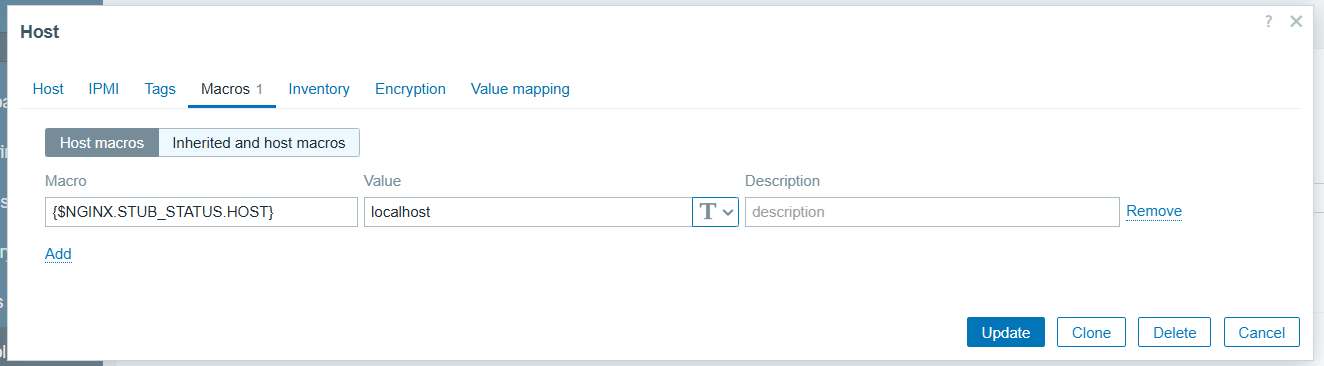 Host
?
Host IPMI Tags Macros 1 Inventory Encryption Value mapping
Host macros Inherited and host macros
Macro Value Description
{$NGINX.STUB_STATUS.HOST} localhost T description Remove
Add
Update Clone Delete Cancel